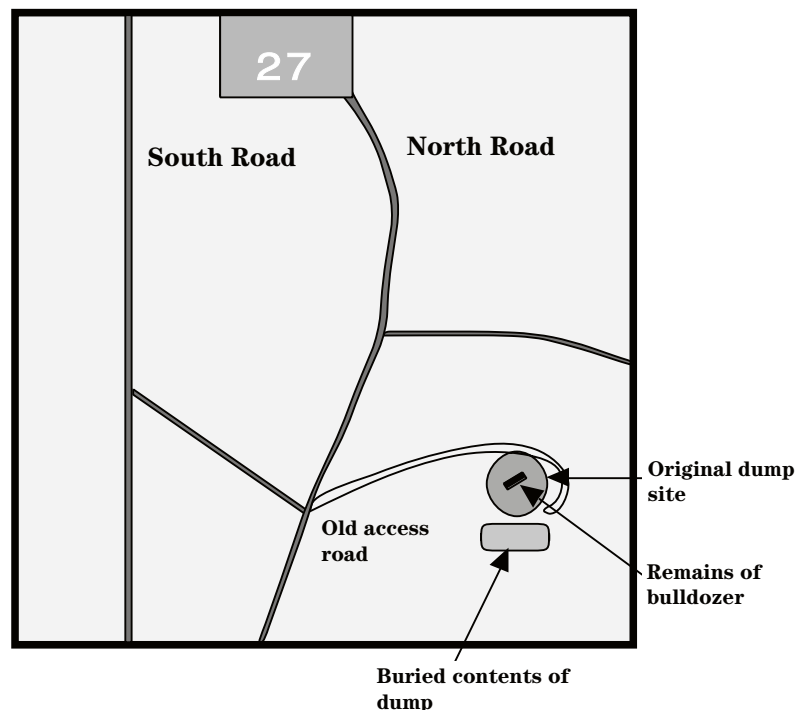 27
South Road
North Road
Original dump
site
Old access
road
Remains of
bulldozer
Buried contents of
dump